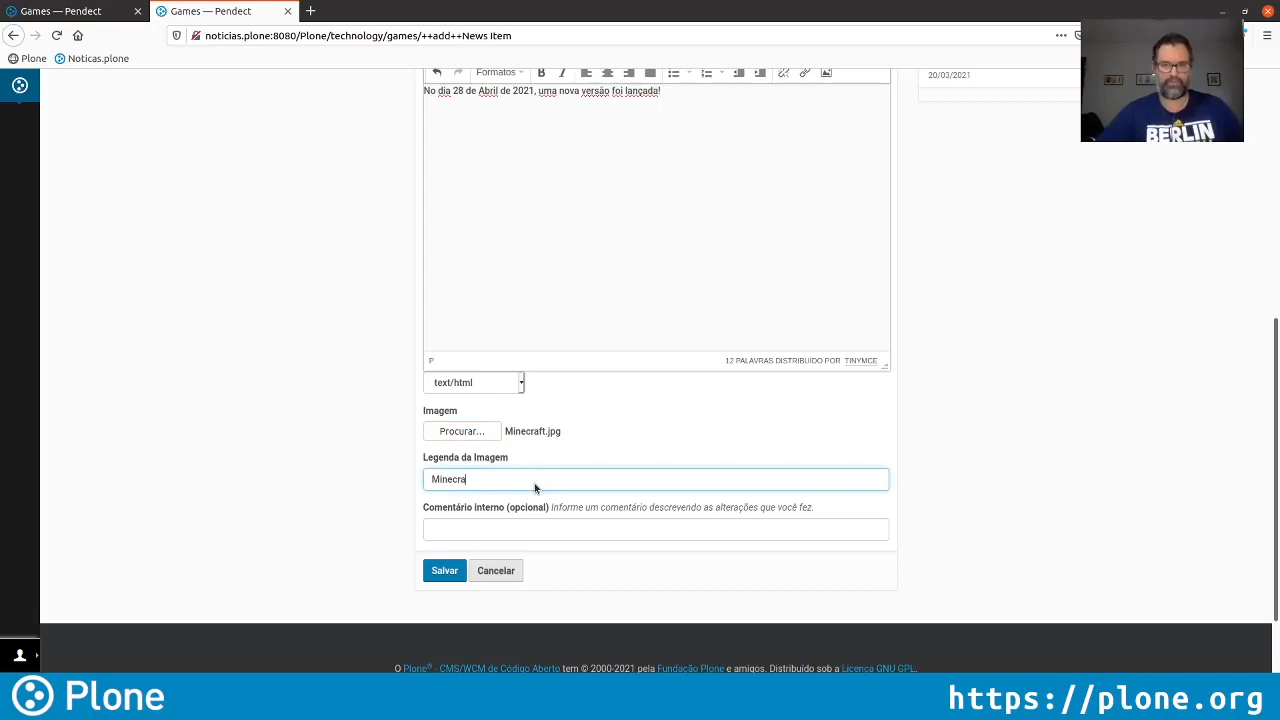 Games — Pendect
Games — Pendect
noticias.plone:8080/Plone/technology/games/++add++News Item
Plone
Noticas.plone
Formatos
B
I
20/03/2021
No dia 28 de Abril de 2021, uma nova versão foi lançada!
P
12 PALAVRAS DISTRIBUÍDO POR TINYMCE
text/html
Imagem
Procurar...
Minecraft.jpg
Legenda da Imagem
Minecra
Comentário interno (opcional) Informe um comentário descrevendo as alterações que você fez.
Salvar
Cancelar
O Plone® - CMS/WCM de Código Aberto tem © 2000-2021 pela Fundação Plone e amigos. Distribuído sob a Licença GNU GPL.
BERLIN
Plone
https://plone.org